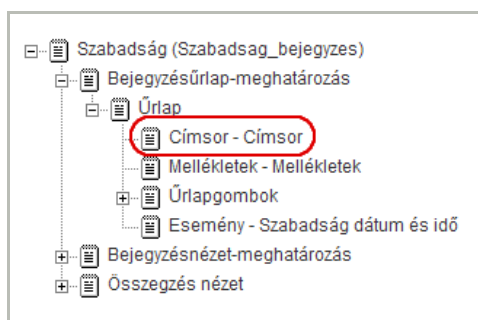 Szabadság (Szabadsag_bejegyzes)
Bejegyzésűrlap-meghatározás
Űrlap
Címsor - Címsor
Mellékletek - Mellékletek
Űrlapgombok
Esemény - Szabadság dátum és idő
Bejegyzésnézet-meghatározás
Összegzés nézet